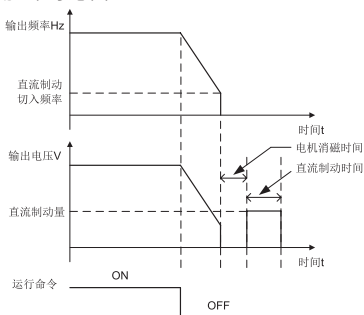 输出频率Hz
直流制动
切入频率
时间t
输出电压V
电机消磁时间
直流制动时间
直流制动量
时间t
运行命令
ON
OFF